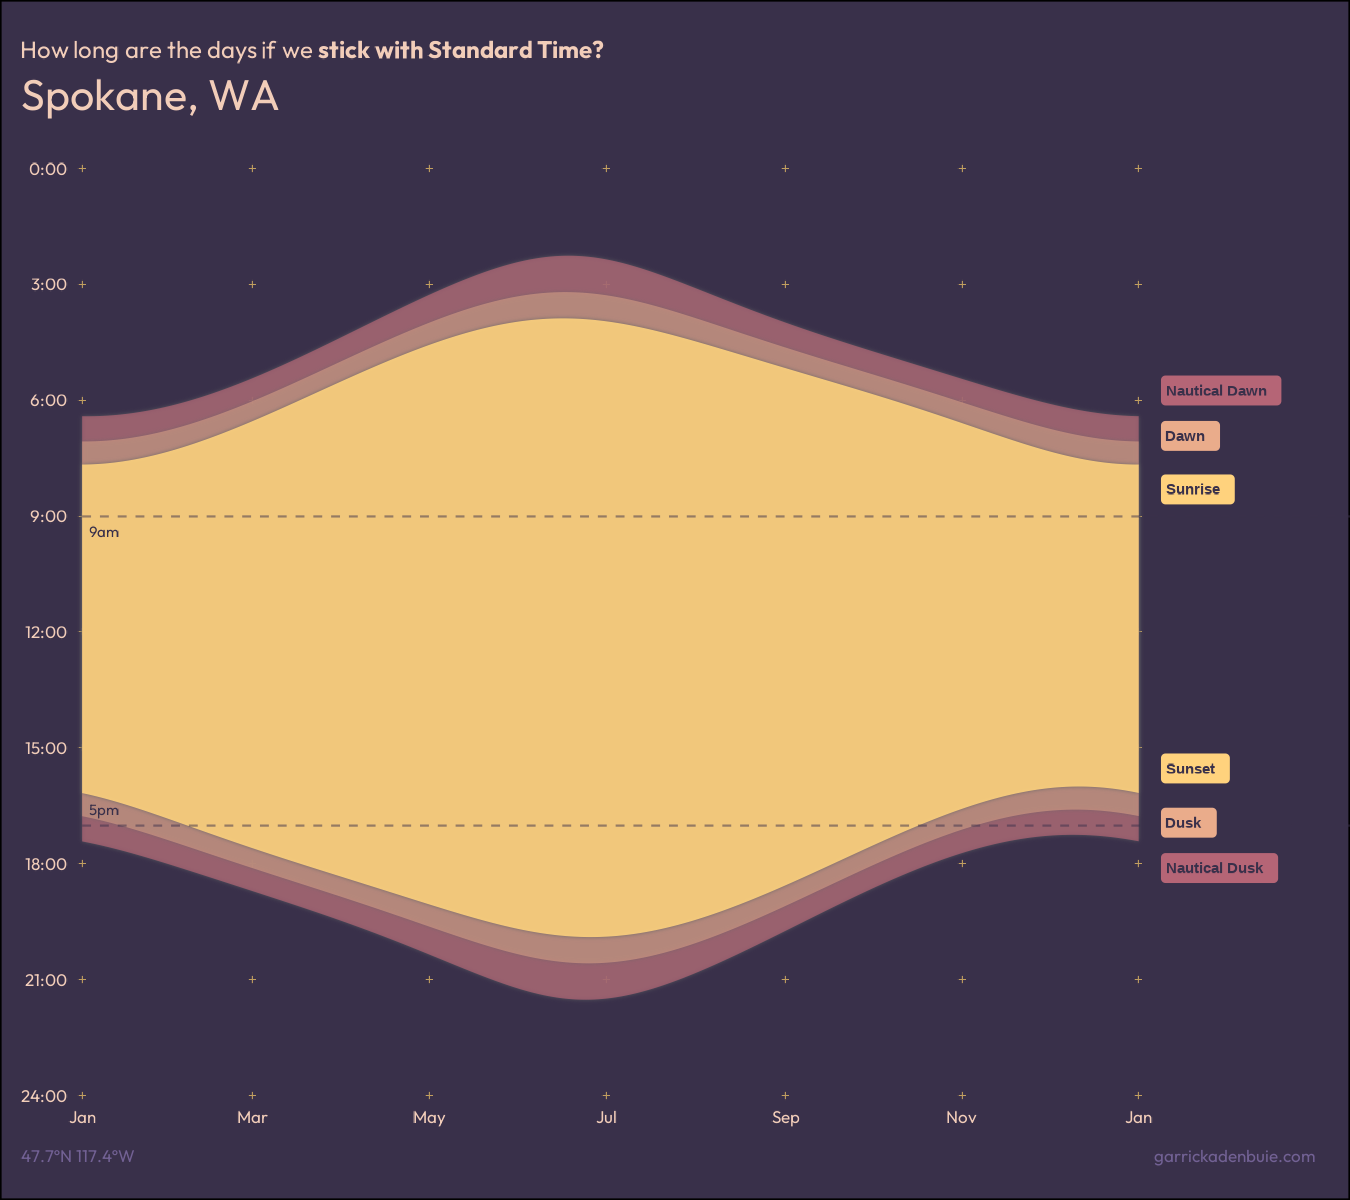 How long are the days if we stick with Standard Time?
Spokane, WA
0:00
3:00
6:00
Nautical Dawn
Dawn
Sunrise
9:00
9am
12:00
15:00
Sunset
5pm
Dusk
18:00
Nautical Dusk
21:00
24:00
Jan Mar May Jul Sep Nov Jan
47.7°N 117.4°W
garrickadenbuie.com